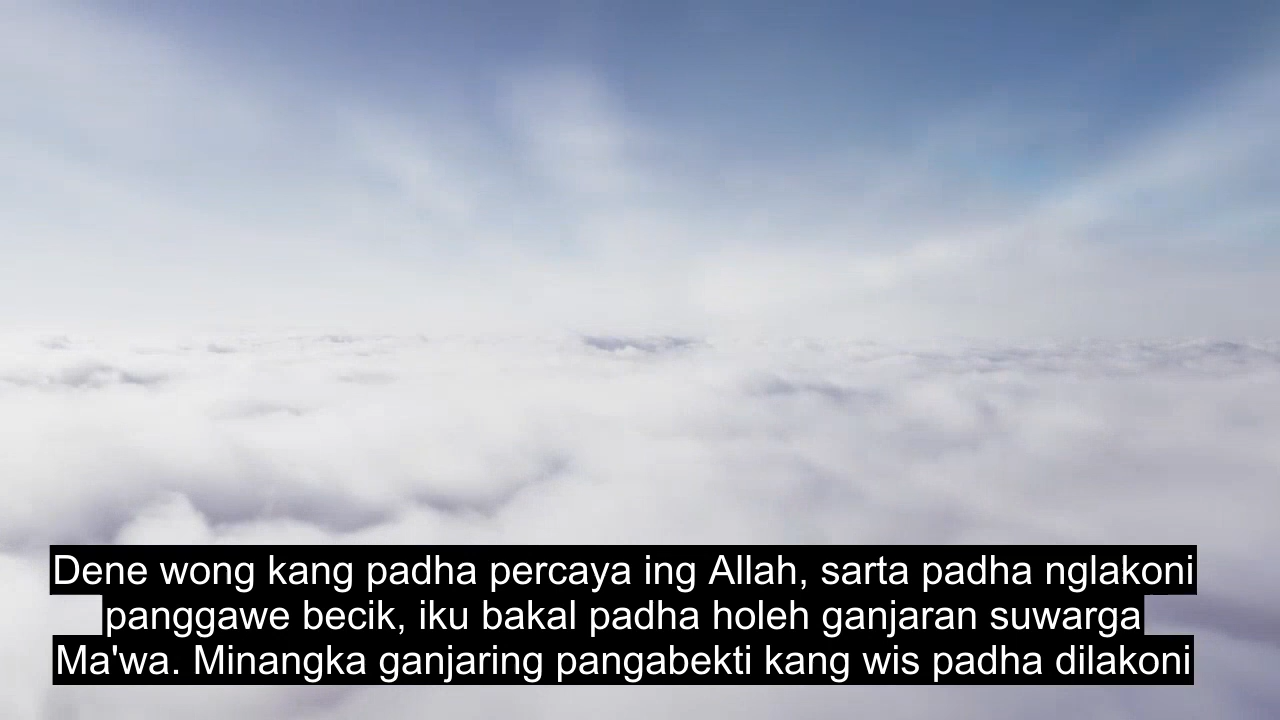 Dene wong kang padha percaya ing Allah, sarta padha nglakoni
panggawe becik, iku bakal padha holeh ganjaran suwarga
Ma'wa. Minangka ganjaring pangabekti kang wis padha dilakoni